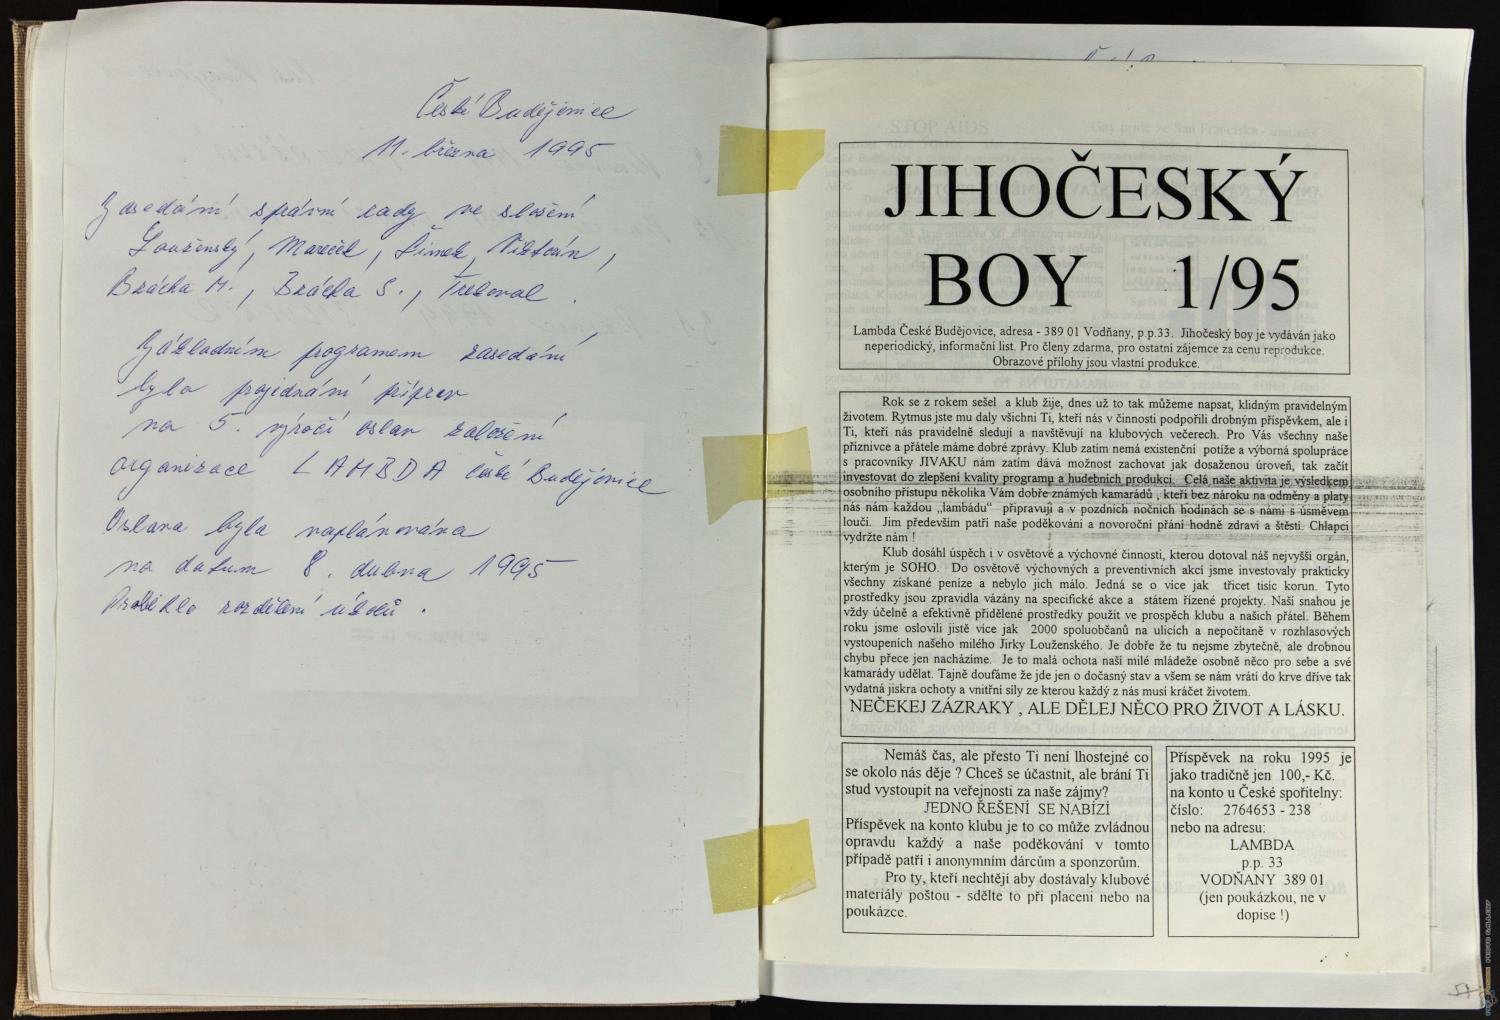 České Budějovice
11. března 1995
Zasedání správní rady ve složení
Louženský, Mareček, Šimek, Viktorin,
Brácha M., Brácha S., Trezoval.
Základním programem zasedání
bylo projednání příprav
na 5. výročí oslav založení
organizace LAMBDA České Budějovice
Oslava byla naplánována
na datum 8. dubna 1995
Proběhlo rozdělení úkolů.
JIHOČESKÝ
BOY 1/95
Lambda České Budějovice, adresa - 389 01 Vodňany, p.p.33. Jihočeský boy je vydáván jako
neperiodický, informační list. Pro členy zdarma, pro ostatní zájemce za cenu reprodukce.
Obrazové přílohy jsou vlastní produkce.
Rok se z rokem sešel a klub žije, dnes už to tak můžeme napsat, klidným pravidelným
životem. Rytmus jste mu daly všichni Ti, kteří nás v činnosti podpořili drobným příspěvkem, ale i
Ti, kteří nás pravidelně sledují a navštěvují na klubových večerech. Pro Vás všechny naše
příznivce a přátele máme dobré zprávy. Klub zatím nemá existenční potíže a výborná spolupráce
s pracovníky JIVAKU nám zatím dává možnost zachovat jak dosaženou úroveň, tak začít
investovat do zlepšení kvality programu a hudebních produkcí. Celá naše aktivita je výsledkem
osobního přístupu několika Vám dobře známých kamarádů , kteří bez nároku na odměny a platy
nás nám každou „lambádu“ připravují a v pozdních nočních hodinách se s námi s úsměvem
loučí. Jim především patří naše poděkování a novoroční přání hodně zdraví a štěstí. Chlapci
vydržte nám !
Klub dosáhl úspěch i v osvětové a výchovné činnosti, kterou dotoval náš nejvyšší orgán,
kterým je SOHO. Do osvětově výchovných a preventivních akcí jsme investovaly prakticky
všechny získané peníze a nebylo jich málo. Jedná se o více jak třicet tisíc korun. Tyto
prostředky jsou zpravidla vázány na specifické akce a státem řízené projekty. Naší snahou je
vždy účelně a efektivně přidělené prostředky použít ve prospěch klubu a našich přátel. Během
roku jsme oslovili jistě více jak 2000 spoluobčanů na ulicích a nepočítaně v rozhlasových
vystoupeních našeho milého Jirky Louženského. Je dobře že tu nejsme zbytečně, ale drobnou
chybu přece jen nacházíme. Je to malá ochota naší milé mládeže osobně něco pro sebe a své
kamarády udělat. Tajně doufáme že jde jen o dočasný stav a všem se nám vrátí do krve dříve tak
vydatná jiskra ochoty a vnitřní síly ze kterou každý z nás musí kráčet životem.
NEČEKEJ ZÁZRAKY , ALE DĚLEJ NĚCO PRO ŽIVOT A LÁSKU.
Nemáš čas, ale přesto Ti není lhostejné co
se okolo nás děje ? Chceš se účastnit, ale brání Ti
stud vystoupit na veřejnosti za naše zájmy?
JEDNO ŘEŠENÍ SE NABÍZÍ
Příspěvek na konto klubu je to co může zvládnou
opravdu každý a naše poděkování v tomto
případě patří i anonymním dárcům a sponzorům.
Pro ty, kteří nechtějí aby dostávaly klubové
materiály poštou - sdělte to při placení nebo na
poukázce.
Příspěvek na roku 1995 je
jako tradičně jen 100,- Kč.
na konto u České spořitelny:
číslo: 2764653 - 238
nebo na adresu:
LAMBDA
p.p. 33
VODŇANY 389 01
(jen poukázkou, ne v
dopise !)